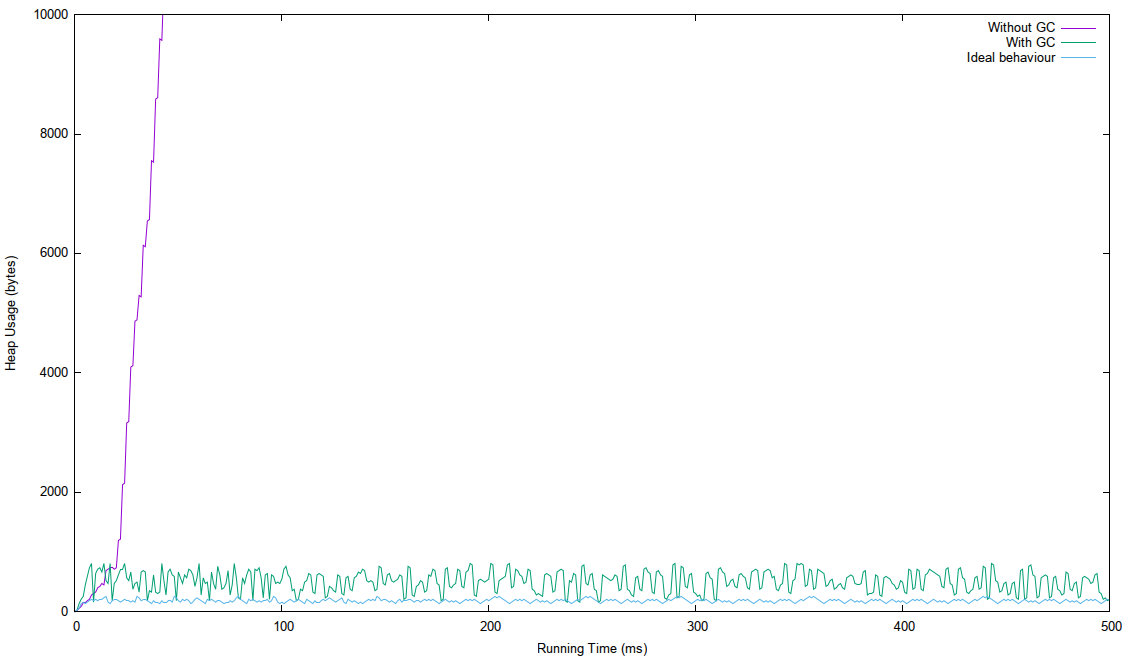 10000
8000
6000
4000
2000
0
Heap Usage (bytes)
Without GC
With GC
Ideal behaviour
0 100 200 300 400 500
Running Time (ms)